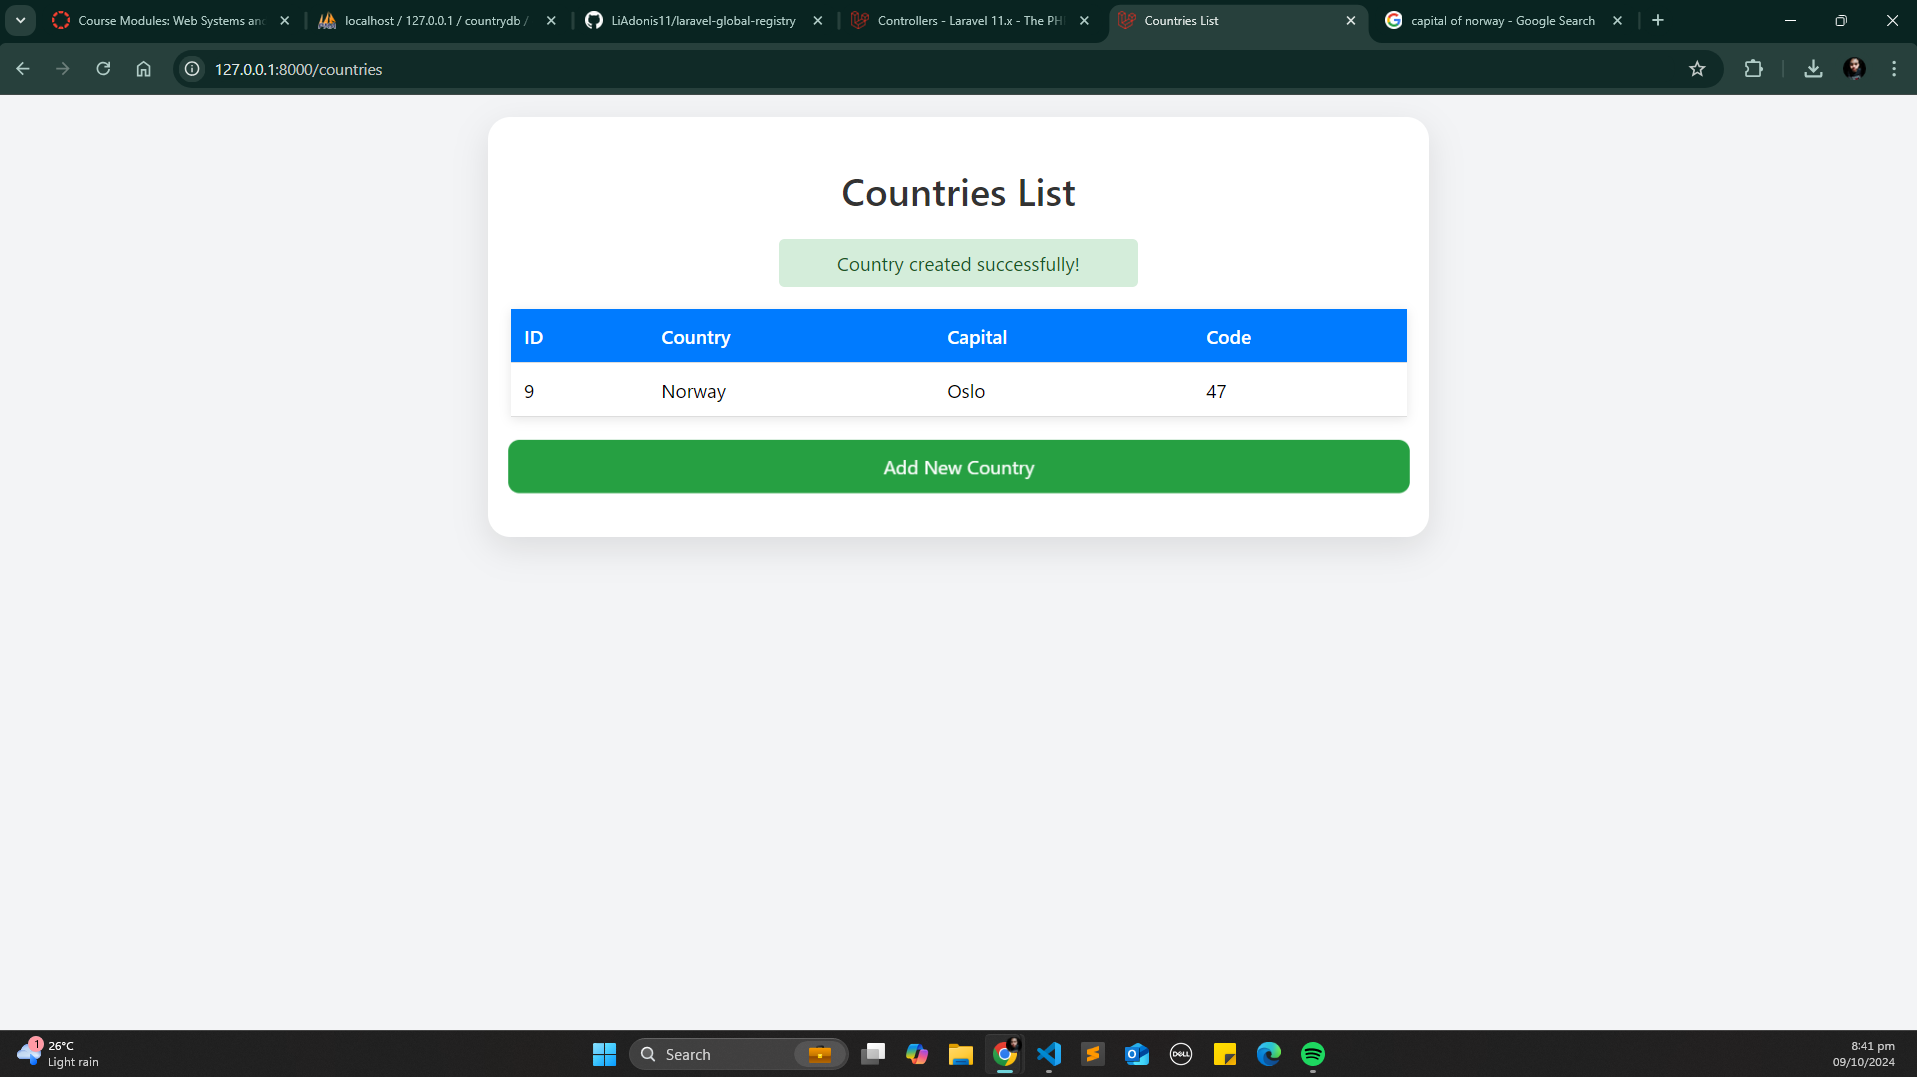 Course Modules: Web Systems and
localhost / 127.0.0.1 / countrydb /
LiAdonis11/laravel-global-registry
Controllers - Laravel 11.x - The PH
Countries List
capital of norway - Google Search
127.0.0.1:8000/countries
Countries List
Country created successfully!
ID Country Capital Code
9 Norway Oslo 47
Add New Country
1
26°C
Light rain
Search
DELL
8:41 pm
09/10/2024